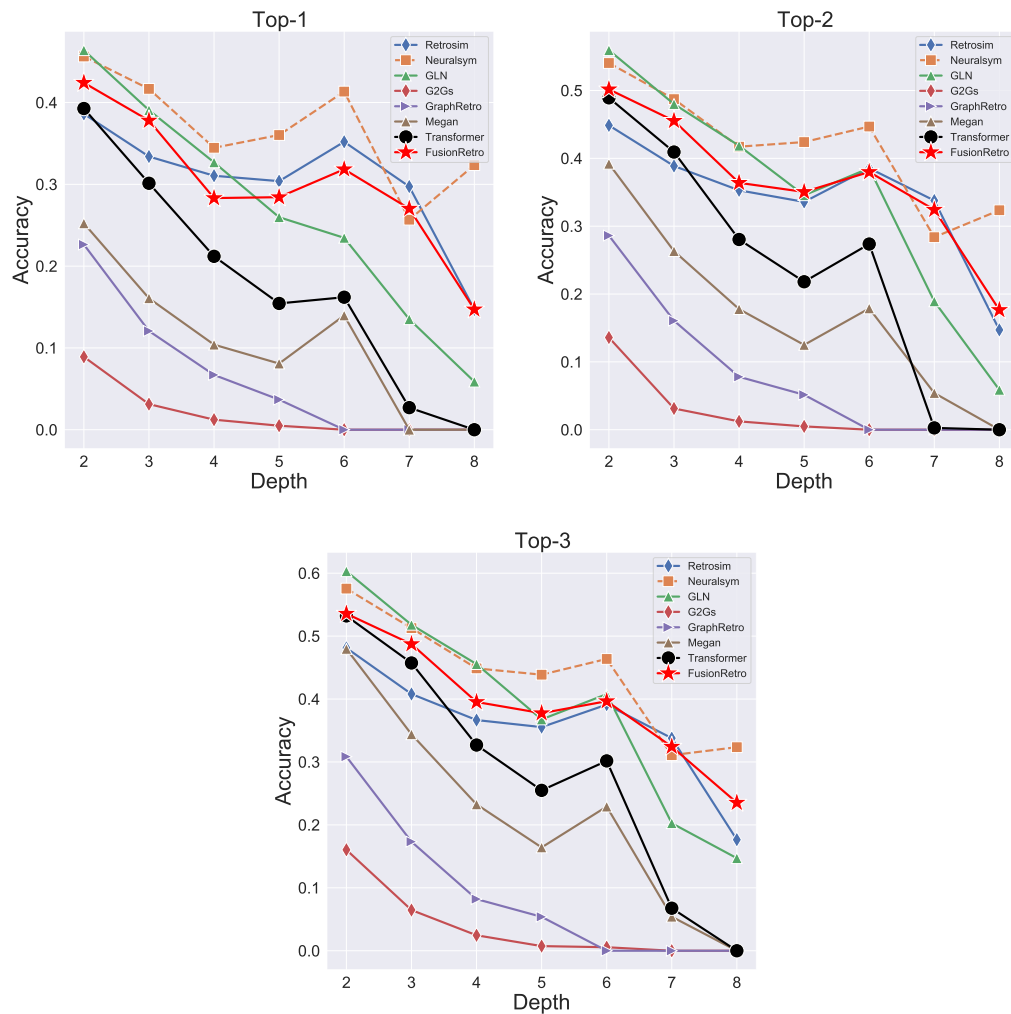 Top-1
Accuracy
0.4
0.3
0.2
0.1
0.0
2 3 4 5 6 7 8
Depth
Retrosim
Neuralsym
GLN
G2Gs
GraphRetro
Megan
Transformer
FusionRetro
Top-2
Accuracy
0.5
0.4
0.3
0.2
0.1
0.0
2 3 4 5 6 7 8
Depth
Retrosim
Neuralsym
GLN
G2Gs
GraphRetro
Megan
Transformer
FusionRetro
Top-3
Accuracy
0.6
0.5
0.4
0.3
0.2
0.1
0.0
2 3 4 5 6 7 8
Depth
Retrosim
Neuralsym
GLN
G2Gs
GraphRetro
Megan
Transformer
FusionRetro